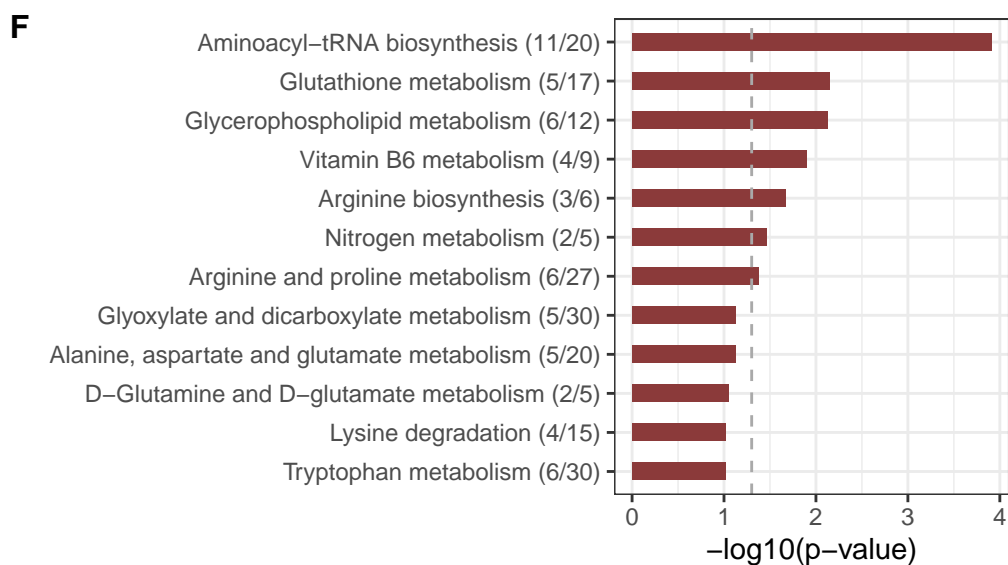 F
Aminoacyl−tRNA biosynthesis (11/20)
Glutathione metabolism (5/17)
Glycerophospholipid metabolism (6/12)
Vitamin B6 metabolism (4/9)
Arginine biosynthesis (3/6)
Nitrogen metabolism (2/5)
Arginine and proline metabolism (6/27)
Glyoxylate and dicarboxylate metabolism (5/30)
Alanine, aspartate and glutamate metabolism (5/20)
D−Glutamine and D−glutamate metabolism (2/5)
Lysine degradation (4/15)
Tryptophan metabolism (6/30)
0 1 2 3 4
−log10(p−value)